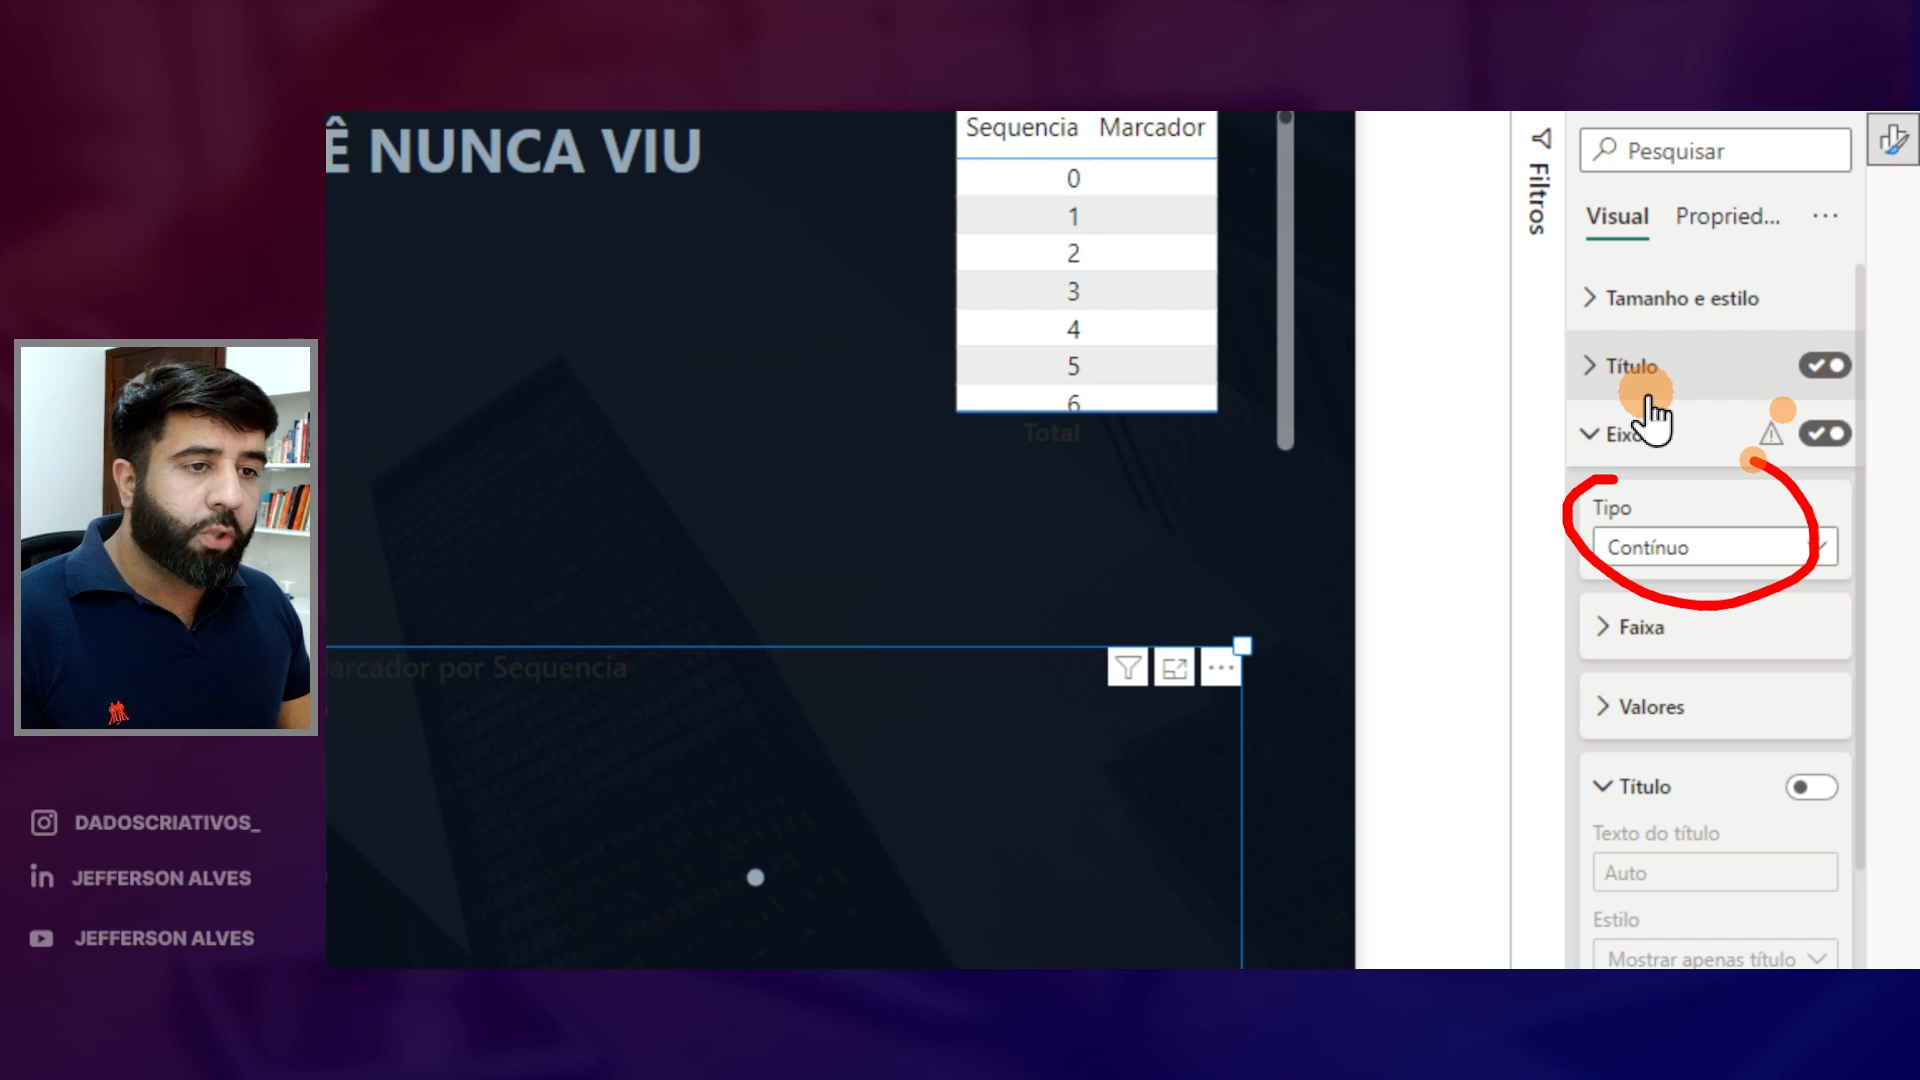 Ê NUNCA VIU
Sequencia Marcador
0
1
2
3
4
5
6
Total
arcador por Sequencia
Filtros
Pesquisar
Visual Propried... ...
Tamanho e estilo
Título
Eixo
Tipo
Contínuo
Faixa
Valores
Título
Texto do título
Auto
Estilo
Mostrar apenas título
DADOSCRIATIVOS_
JEFFERSON ALVES
JEFFERSON ALVES